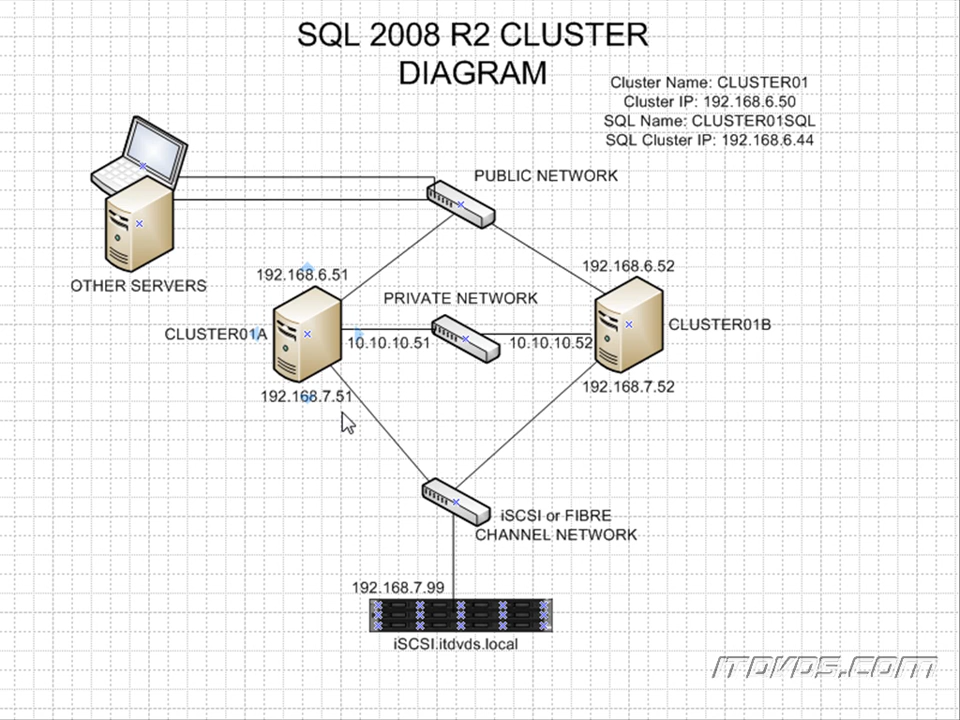 SQL 2008 R2 CLUSTER
DIAGRAM
Cluster Name: CLUSTER01
Cluster IP: 192.168.6.50
SQL Name: CLUSTER01SQL
SQL Cluster IP: 192.168.6.44
PUBLIC NETWORK
OTHER SERVERS
192.168.6.51
192.168.6.52
PRIVATE NETWORK
CLUSTER01A
CLUSTER01B
10.10.10.51
10.10.10.52
192.168.7.51
192.168.7.52
iSCSI or FIBRE
CHANNEL NETWORK
192.168.7.99
iSCSI.itdvds.local
ITDVDS.COM